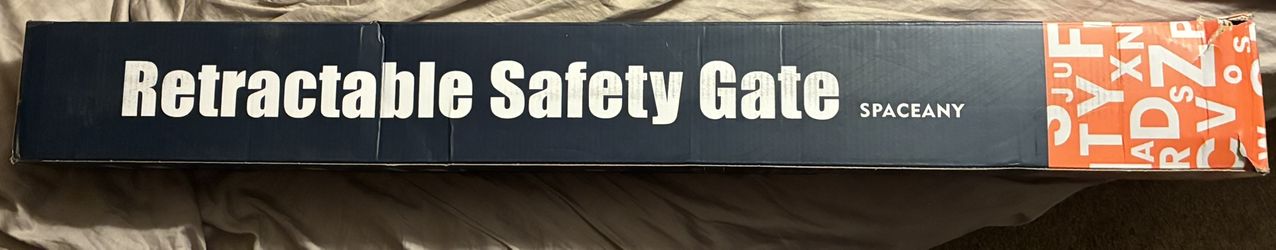 Retractable Safety Gate SPACEANY